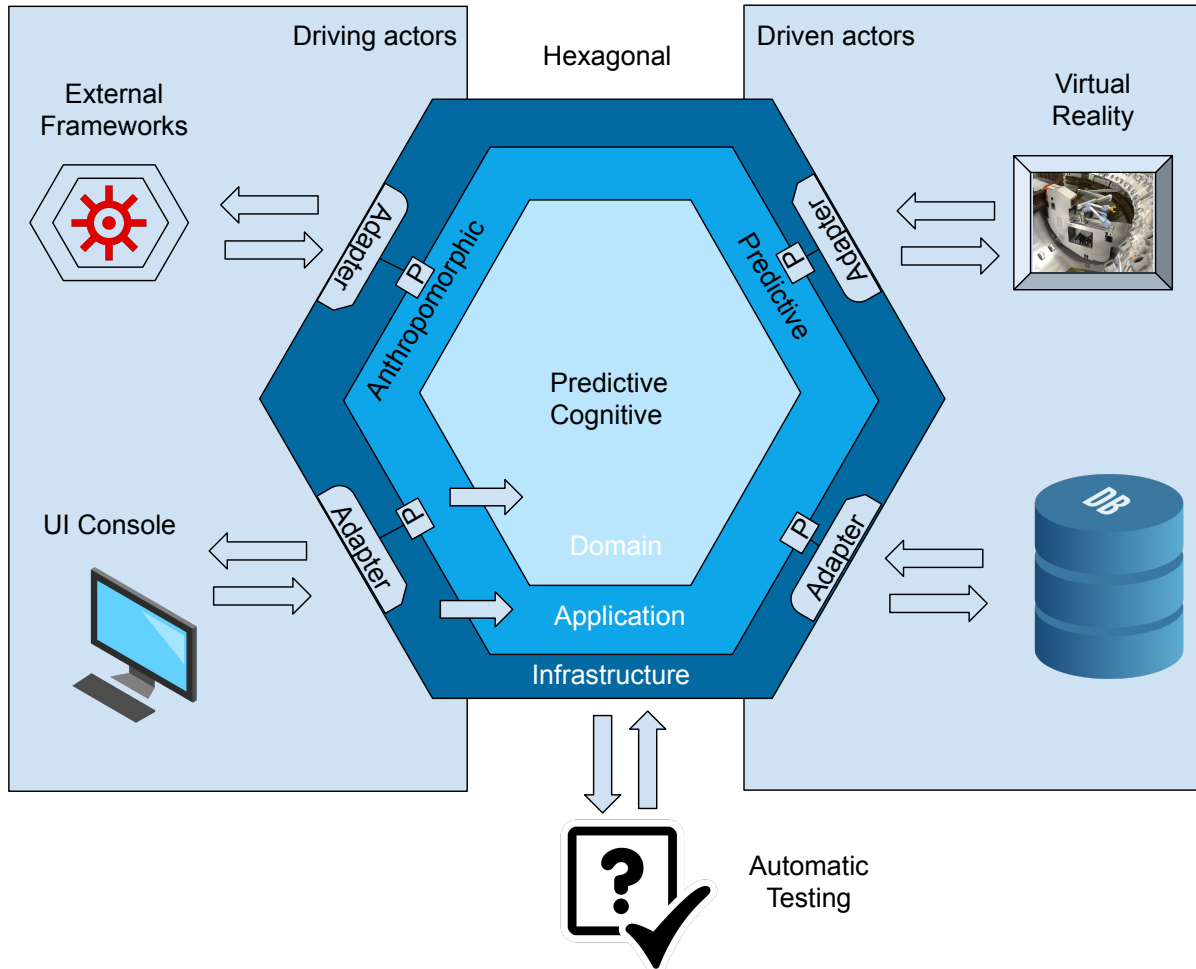 Driving actors
Hexagonal
Driven actors
External
Frameworks
Virtual
Reality
Adapter
P
Anthropomorphic
Predictive
P
Adapter
Predictive
Cognitive
UI Console
Adapter
P
P
Adapter
DB
Domain
Application
Infrastructure
?
Automatic
Testing